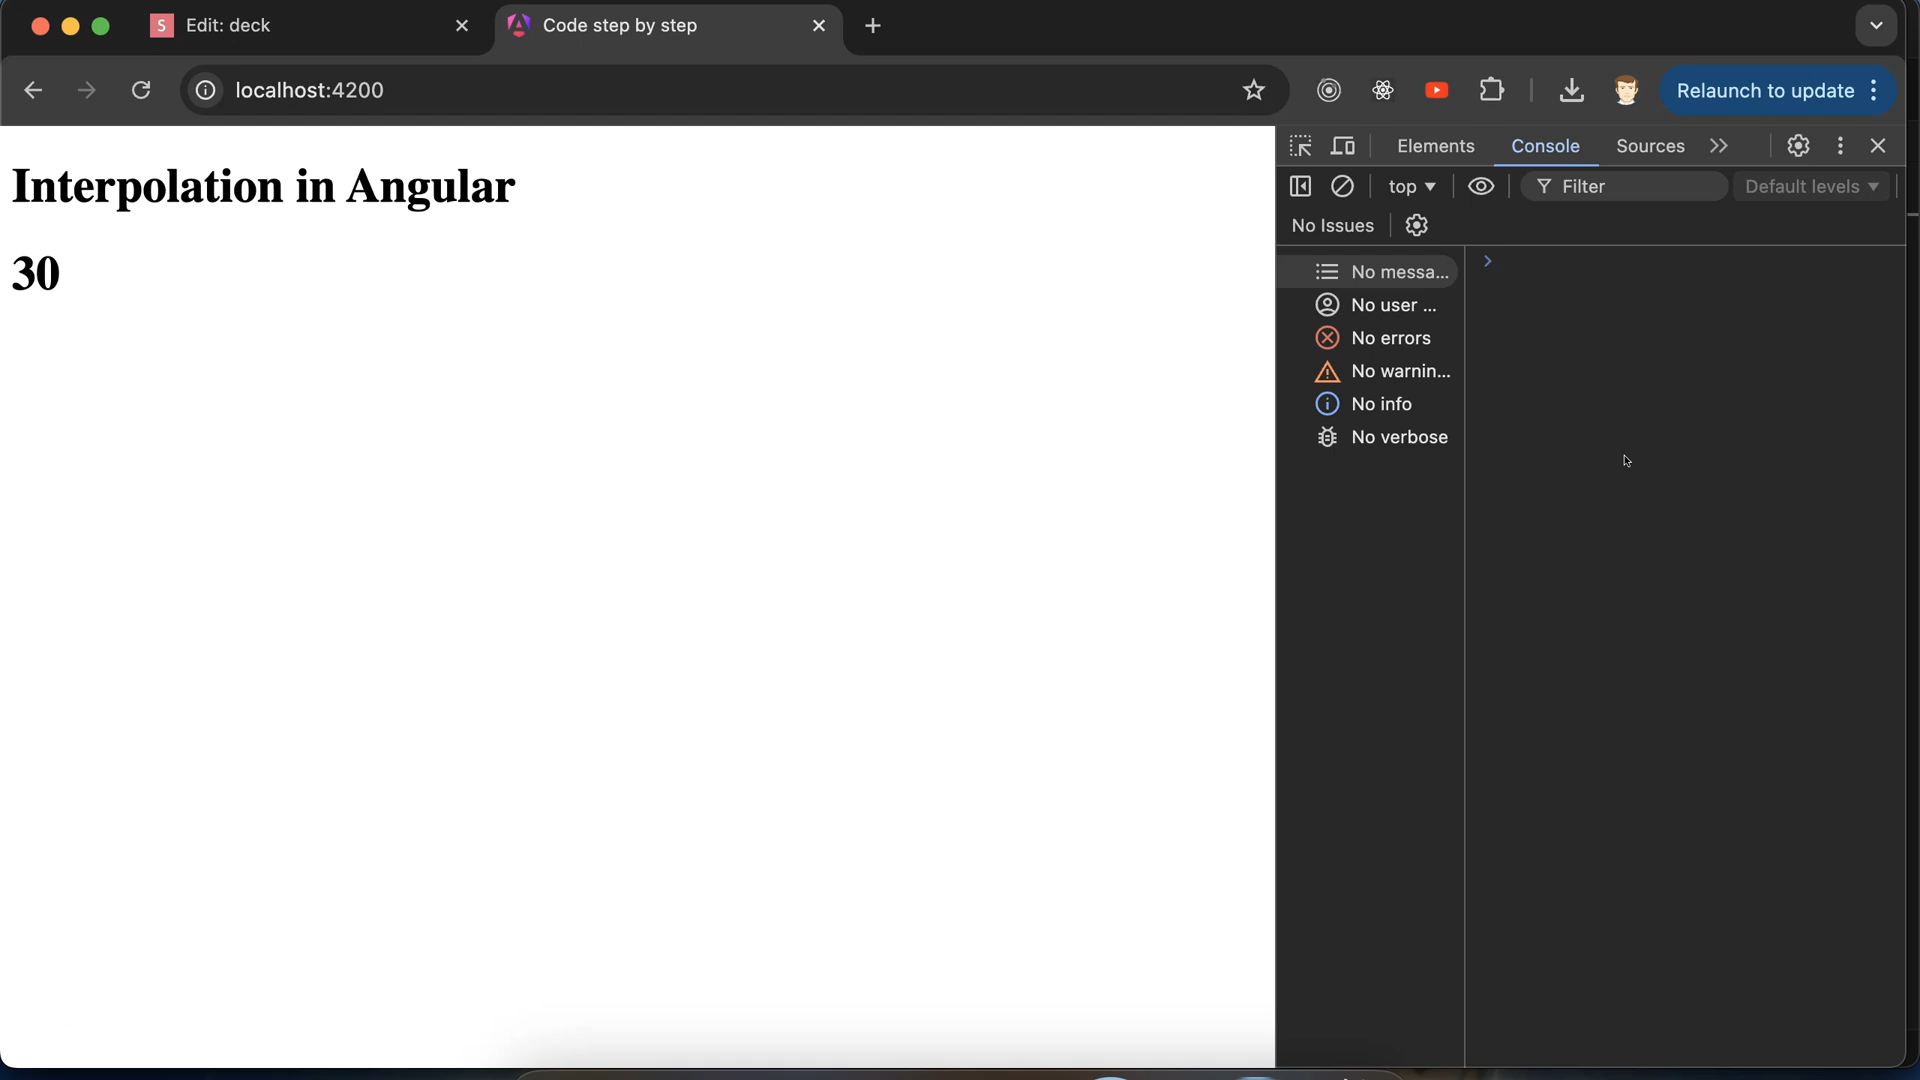 S Edit: deck
Code step by step
localhost:4200
Relaunch to update
Interpolation in Angular
30
Elements Console Sources
top Filter Default levels
No Issues
No messa...
No user ...
No errors
No warnin...
No info
No verbose